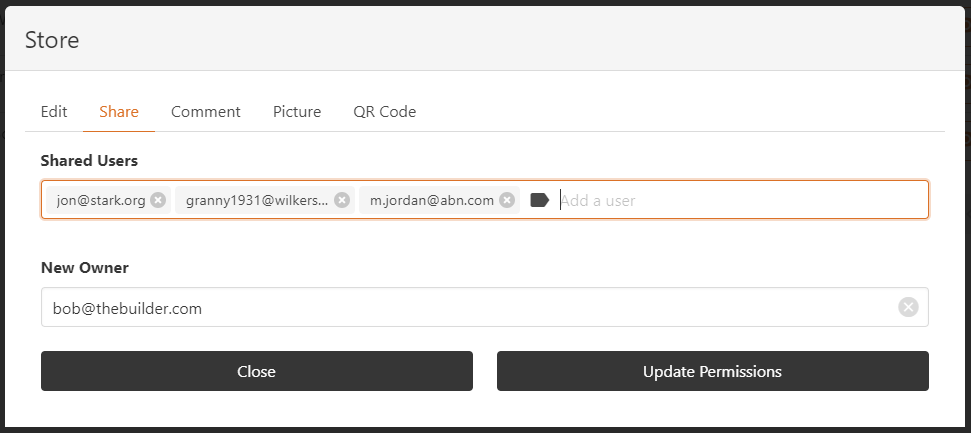 Store
Edit Share Comment Picture QR Code
Shared Users
jon@stark.org granny1931@wilkers... m.jordan@abn.com Add a user
New Owner
bob@thebuilder.com
Close Update Permissions